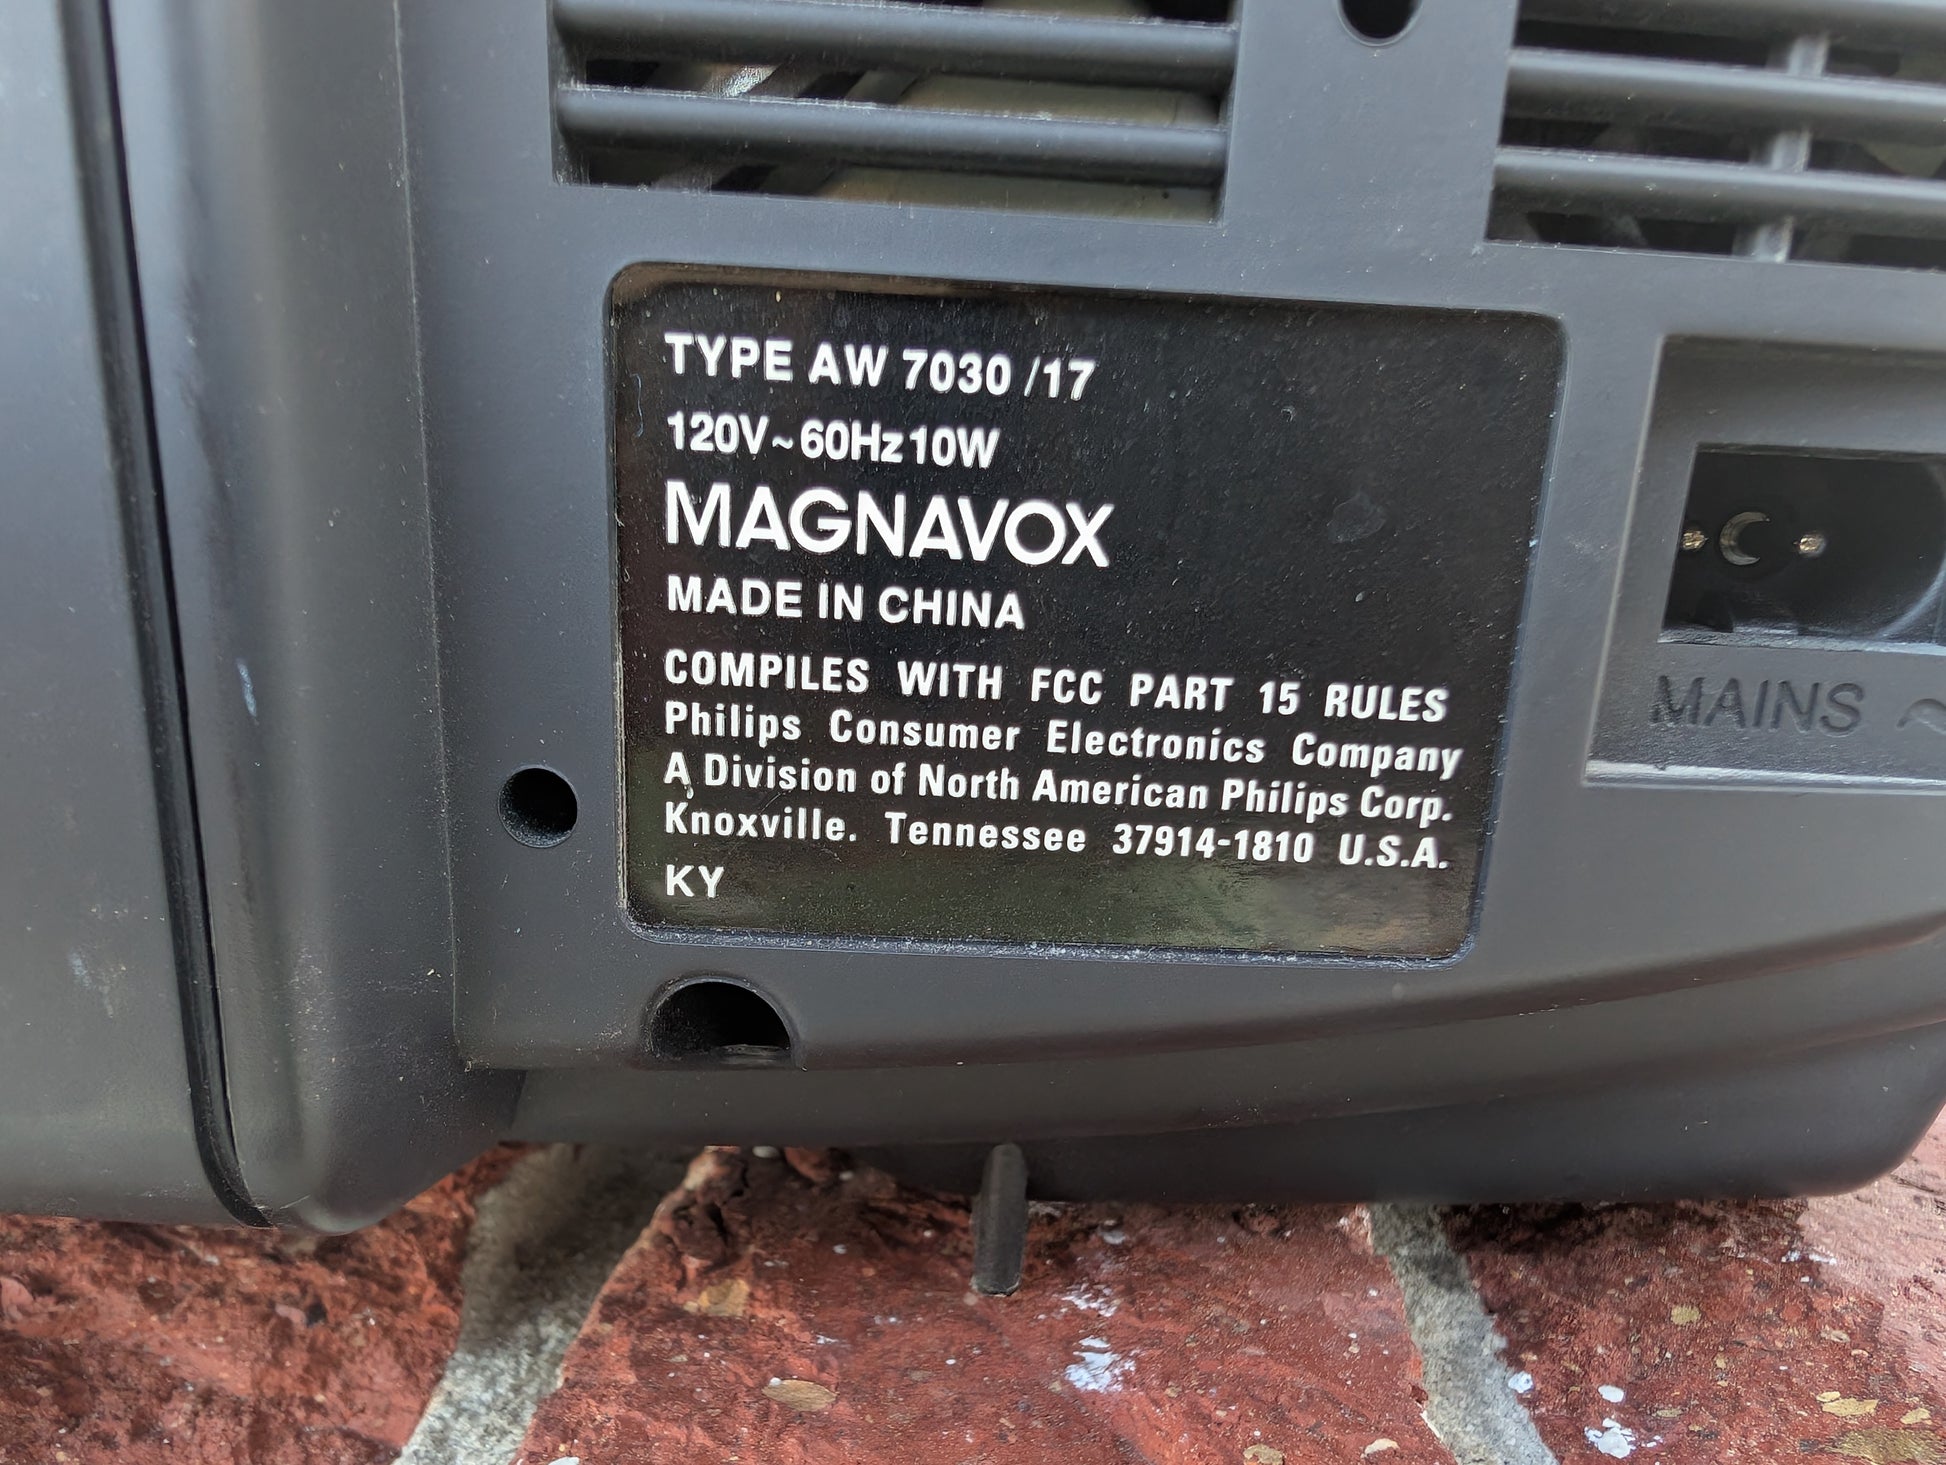 TYPE AW 7030 /17
120V~60Hz 10W
MAGNAVOX
MADE IN CHINA
COMPILES WITH FCC PART 15 RULES
Philips Consumer Electronics Company
A Division of North American Philips Corp.
Knoxville. Tennessee 37914-1810 U.S.A.
KY
MAINS ~